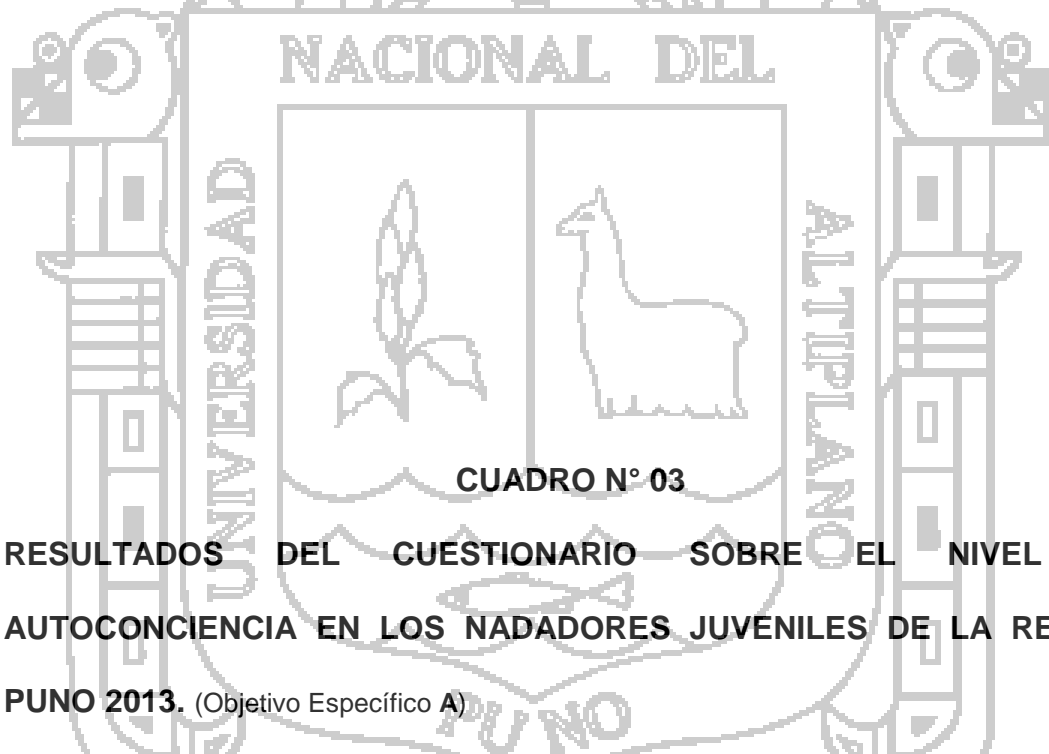 NACIONAL DEL
UNIVERSIDAD
ALTIPLANO
CUADRO N° 03
RESULTADOS DEL CUESTIONARIO SOBRE EL NIVEL
AUTOCONCIENCIA EN LOS NADADORES JUVENILES DE LA RE
PUNO 2013. (Objetivo Específico A)
PUNO